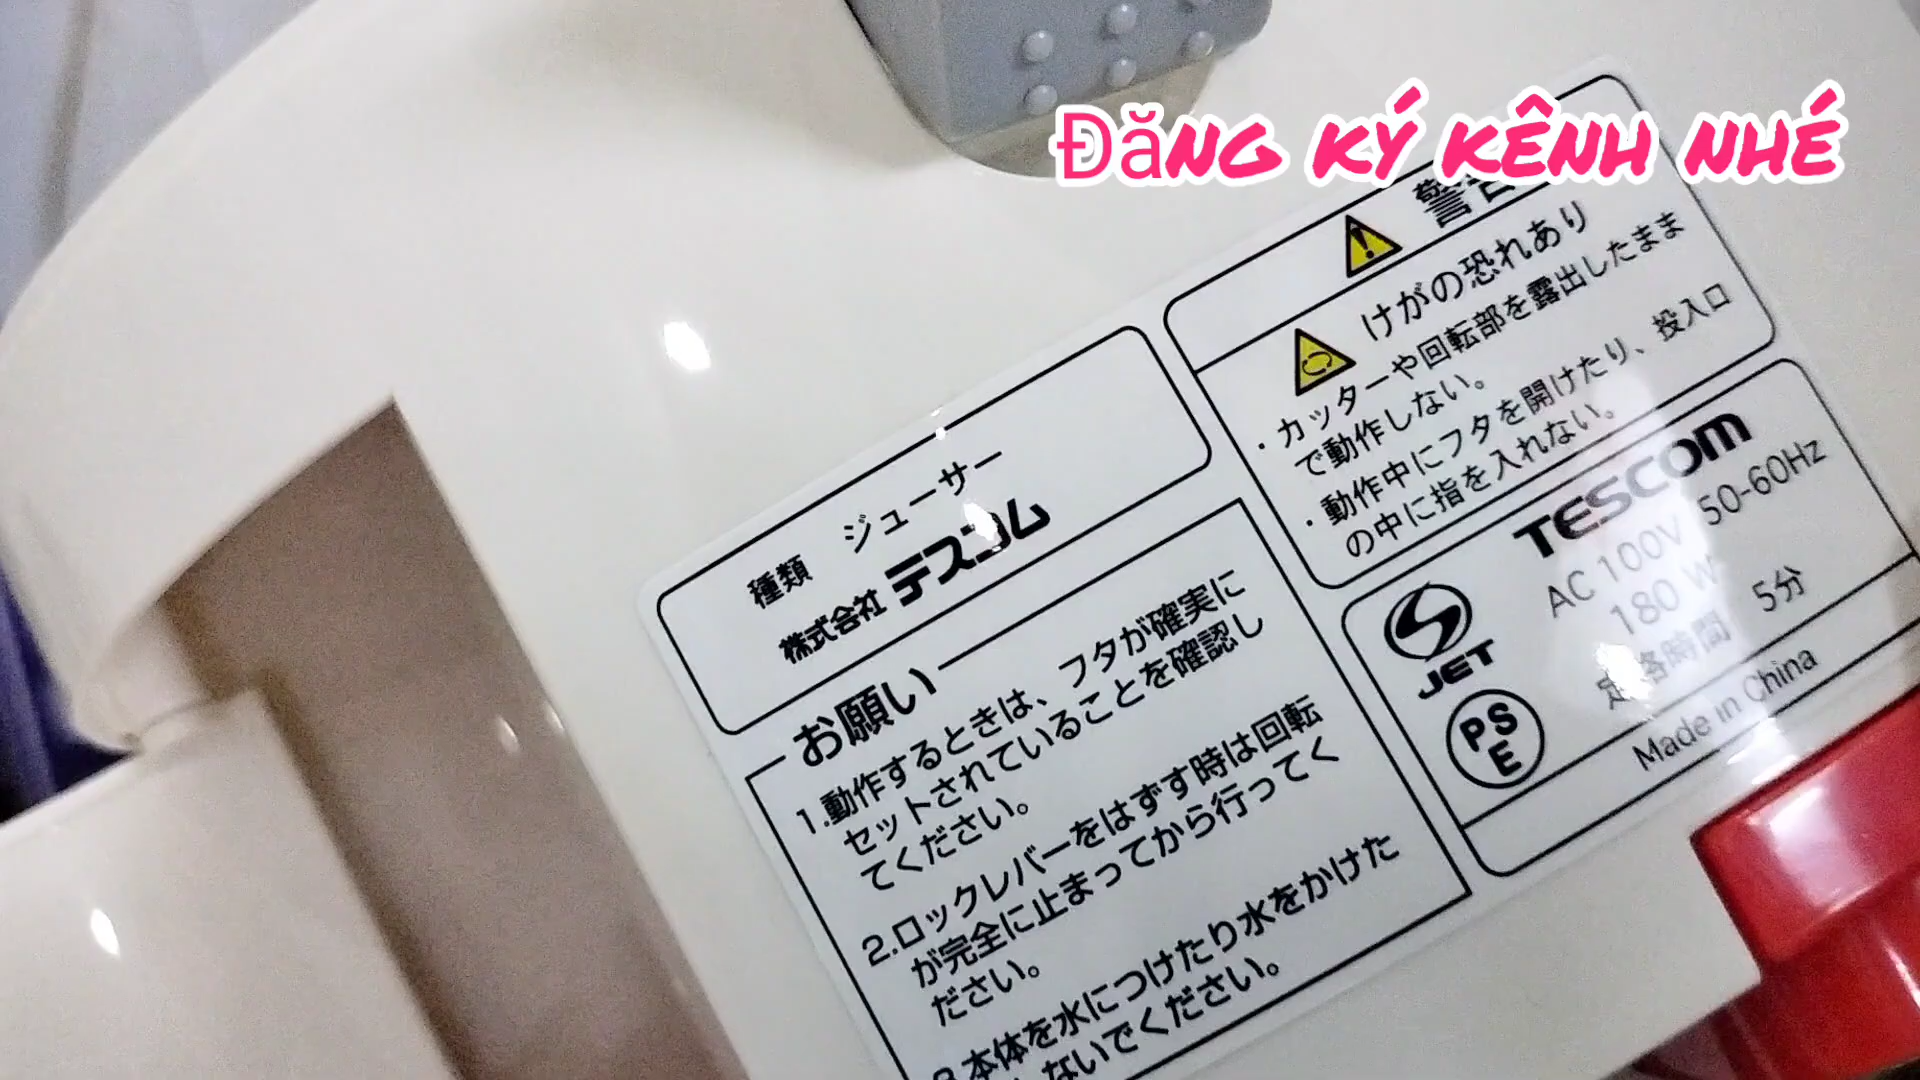 Đăng ký kênh nhé
警告
けがの恐れあり
・カッターや回転部を露出したまま
で動作しない。
・動作中にフタを開けたり、投入口
の中に指を入れない。
種類 ジューサー
株式会社 テスコム
お願い
1.動作するときは、フタが確実に
セットされていることを確認し
てください。
2.ロックレバーをはずす時は回転
が完全に止まってから行ってく
ださい。
3.本体を水につけたり水をかけた
しないでください。
TESCOM
AC 100V 50-60Hz
180 W
定格時間 5分
JET
PS
E
Made in China